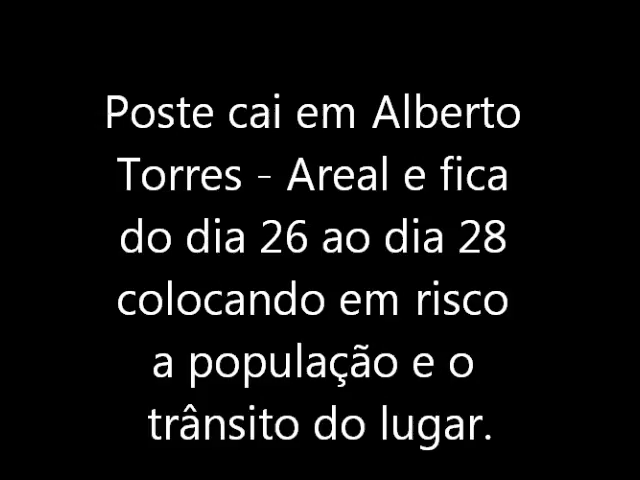 Poste cai em Alberto
Torres - Areal e fica
do dia 26 ao dia 28
colocando em risco
a população e o
trânsito do lugar.